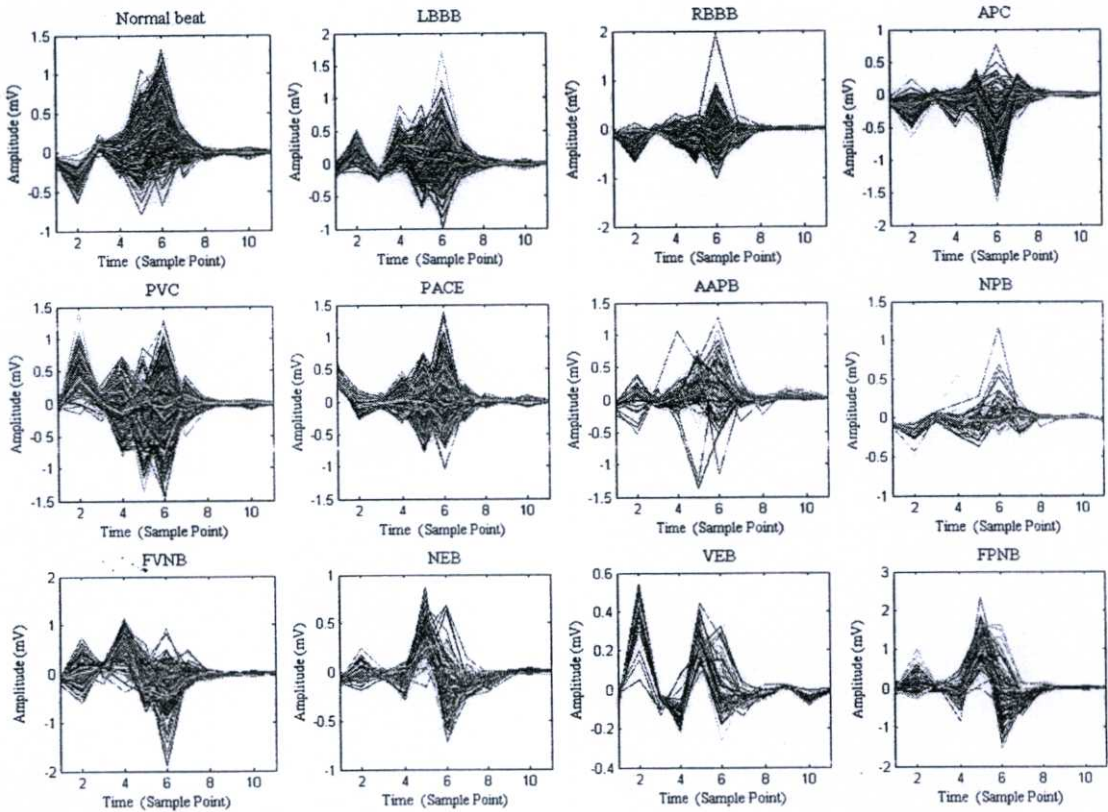 Normal beat
LBBB
RBBB
APC
Amplitude (mV)
1.5
1
0.5
0
-0.5
-1
2 4 6 8 10
Time (Sample Point)
Amplitude (mV)
2
1.5
1
0.5
0
-0.5
-1
2 4 6 8 10
Time (Sample Point)
Amplitude (mV)
2
1
0
-1
-2
2 4 6 8 10
Time (Sample Point)
Amplitude (mV)
1
0.5
0
-0.5
-1
-1.5
-2
2 4 6 8 10
Time (Sample Point)
PVC
PACE
AAPB
NPB
Amplitude (mV)
1.5
1
0.5
0
-0.5
-1
-1.5
2 4 6 8 10
Time (Sample Point)
Amplitude (mV)
1.5
1
0.5
0
-0.5
-1
-1.5
2 4 6 8 10
Time (Sample Point)
Amplitude (mV)
1.5
1
0.5
0
-0.5
-1
-1.5
2 4 6 8 10
Time (Sample Point)
Amplitude (mV)
1.5
1
0.5
0
-0.5
-1
2 4 6 8 10
Time (Sample Point)
FVNB
NEB
VEB
FPNB
Amplitude (mV)
2
1
0
-1
-2
2 4 6 8 10
Time (Sample Point)
Amplitude (mV)
1
0.5
0
-0.5
-1
2 4 6 8 10
Time (Sample Point)
Amplitude (mV)
0.6
0.4
0.2
0
-0.2
-0.4
2 4 6 8 10
Time (Sample Point)
Amplitude (mV)
3
2
1
0
-1
-2
2 4 6 8 10
Time (Sample Point)